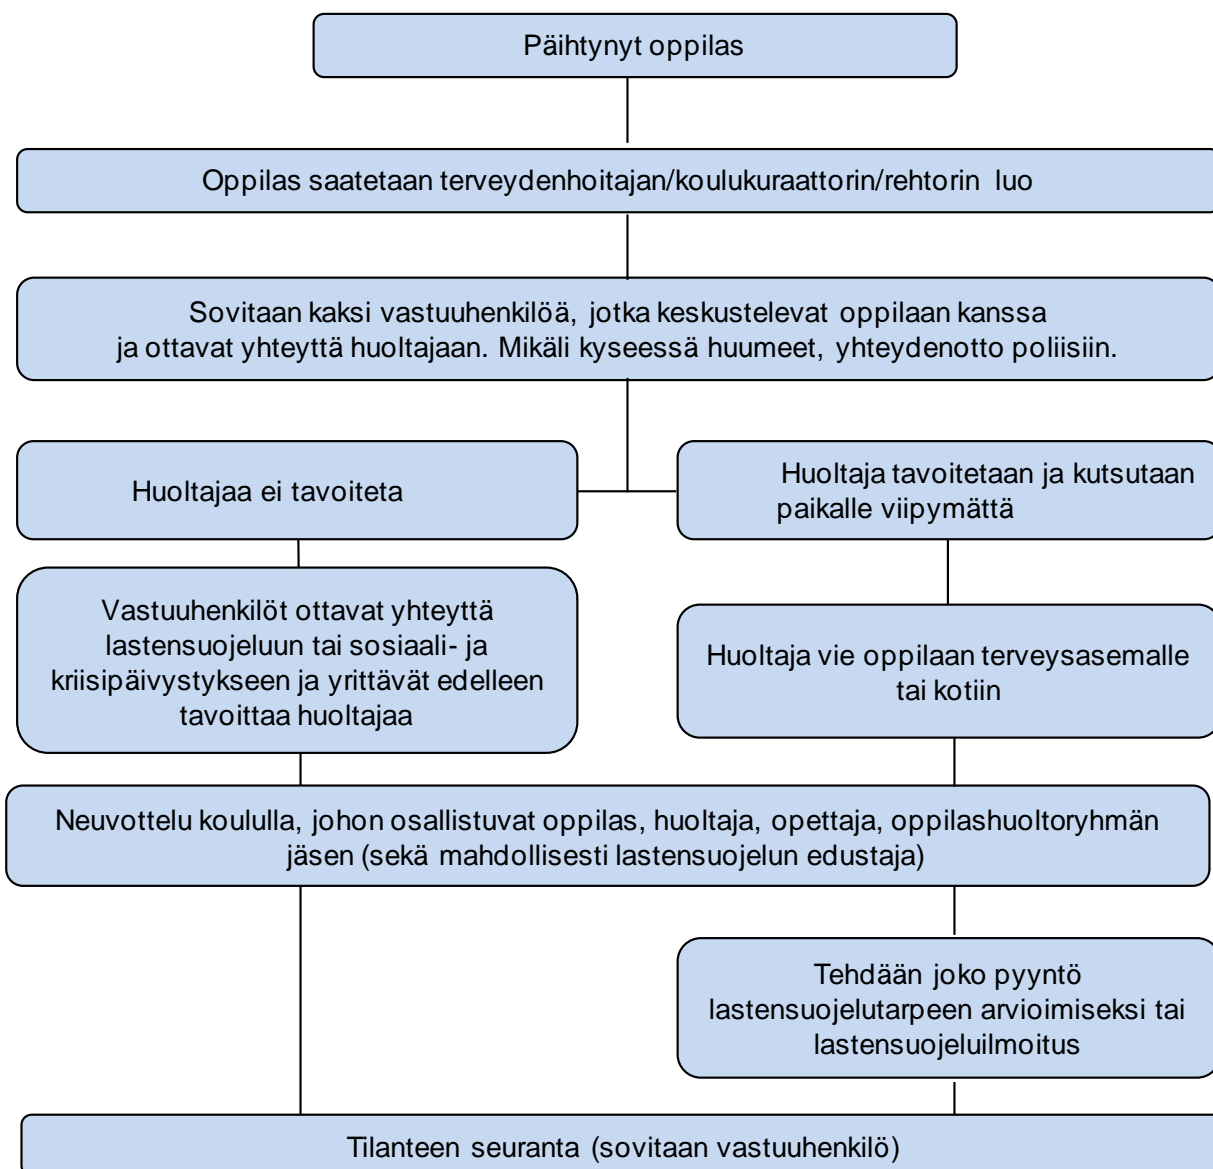 Päihtynyt oppilas
Oppilas saatetaan terveydenhoitajan/koulukuraattorin/rehtorin luo
Sovitaan kaksi vastuuhenkilöä, jotka keskustelevat oppilaan kanssa
ja ottavat yhteyttä huoltajaan. Mikäli kyseessä huumeet, yhteydenotto poliisiin.
Huoltajaa ei tavoiteta
Huoltaja tavoitetaan ja kutsutaan
paikalle viipymättä
Vastuuhenkilöt ottavat yhteyttä
lastensuojeluun tai sosiaali- ja
kriisipäivystykseen ja yrittävät edelleen
tavoittaa huoltajaa
Huoltaja vie oppilaan terveysasemalle
tai kotiin
Neuvottelu koululla, johon osallistuvat oppilas, huoltaja, opettaja, oppilashuoltoryhmän
jäsen (sekä mahdollisesti lastensuojelun edustaja)
Tehdään joko pyyntö
lastensuojelutarpeen arvioimiseksi tai
lastensuojeluilmoitus
Tilanteen seuranta (sovitaan vastuuhenkilö)